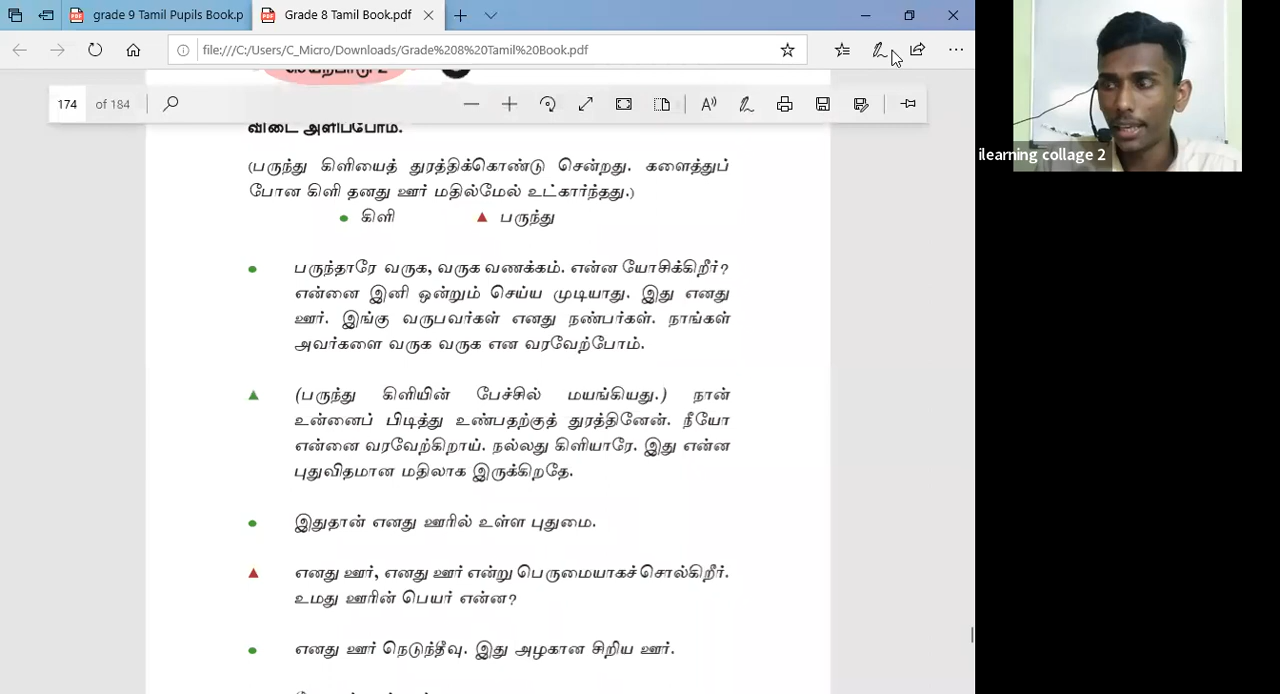 grade 9 Tamil Pupils Book.p
Grade 8 Tamil Book.pdf
file:///C:/Users/C_Micro/Downloads/Grade%208%20Tamil%20Book.pdf
174 of 184
விடை அளிப்போம்.
(பருந்து கிளியைத் துரத்திக்கொண்டு சென்றது. களைத்துப்
போன கிளி தனது ஊர் மதில்மேல் உட்கார்ந்தது.)
கிளி பருந்து
பருந்தாரே வருக, வருக வணக்கம். என்ன யோசிக்கிறீர்?
என்னை இனி ஒன்றும் செய்ய முடியாது. இது எனது
ஊர். இங்கு வருபவர்கள் எனது நண்பர்கள். நாங்கள்
அவர்களை வருக வருக என வரவேற்போம்.
(பருந்து கிளியின் பேச்சில் மயங்கியது.) நான்
உன்னைப் பிடித்து உண்பதற்குத் துரத்தினேன். நீயோ
என்னை வரவேற்கிறாய். நல்லது கிளியாரே. இது என்ன
புதுவிதமான மதிலாக இருக்கிறதே.
இதுதான் எனது ஊரில் உள்ள புதுமை.
எனது ஊர், எனது ஊர் என்று பெருமையாகச் சொல்கிறீர்.
உமது ஊரின் பெயர் என்ன?
எனது ஊர் நெடுந்தீவு. இது அழகான சிறிய ஊர்.
ilearning collage 2